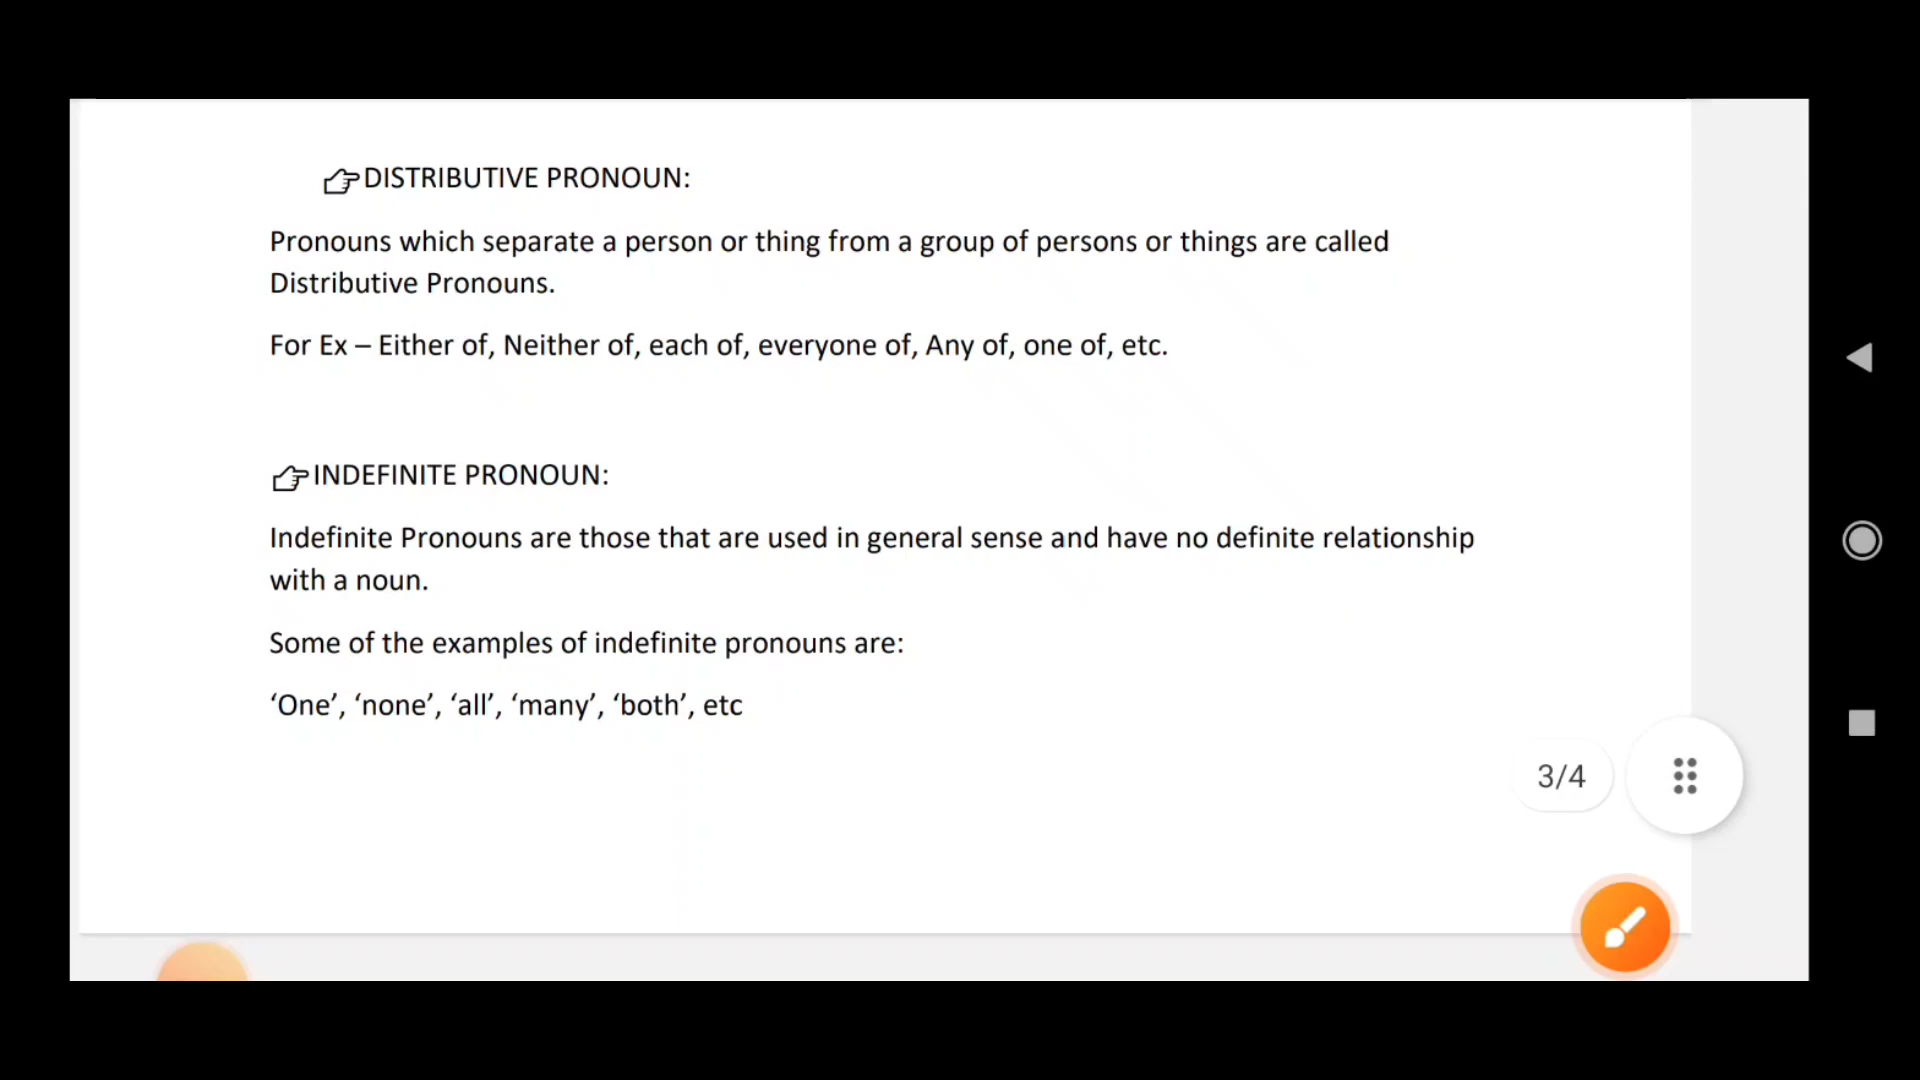 DISTRIBUTIVE PRONOUN:
Pronouns which separate a person or thing from a group of persons or things are called
Distributive Pronouns.
For Ex – Either of, Neither of, each of, everyone of, Any of, one of, etc.
INDEFINITE PRONOUN:
Indefinite Pronouns are those that are used in general sense and have no definite relationship
with a noun.
Some of the examples of indefinite pronouns are:
‘One’, ‘none’, ‘all’, ‘many’, ‘both’, etc
3/4